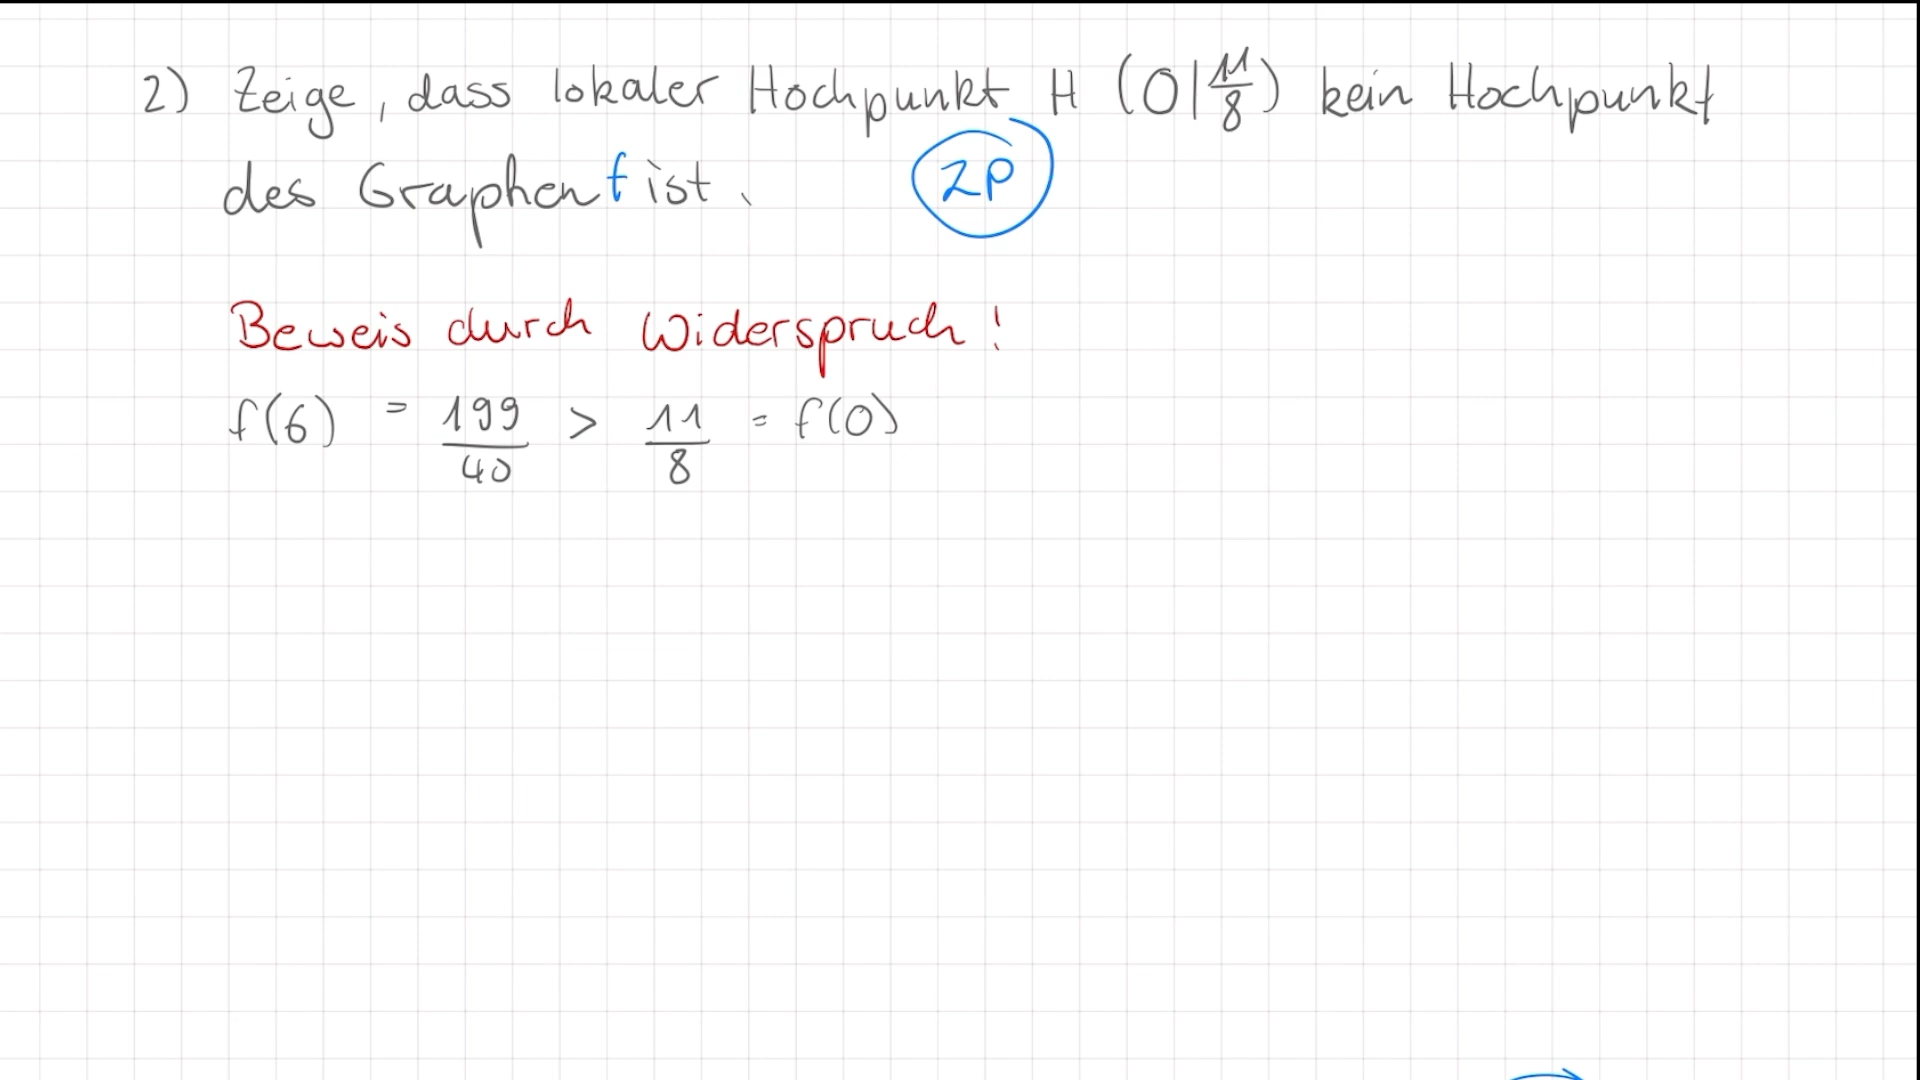 2) Zeige, dass lokaler Hochpunkt H (0|11/8) kein Hochpunkt
des Graphen f ist.
2P
Beweis durch Widerspruch!
f(6) = 199/40 > 11/8 = f(0)